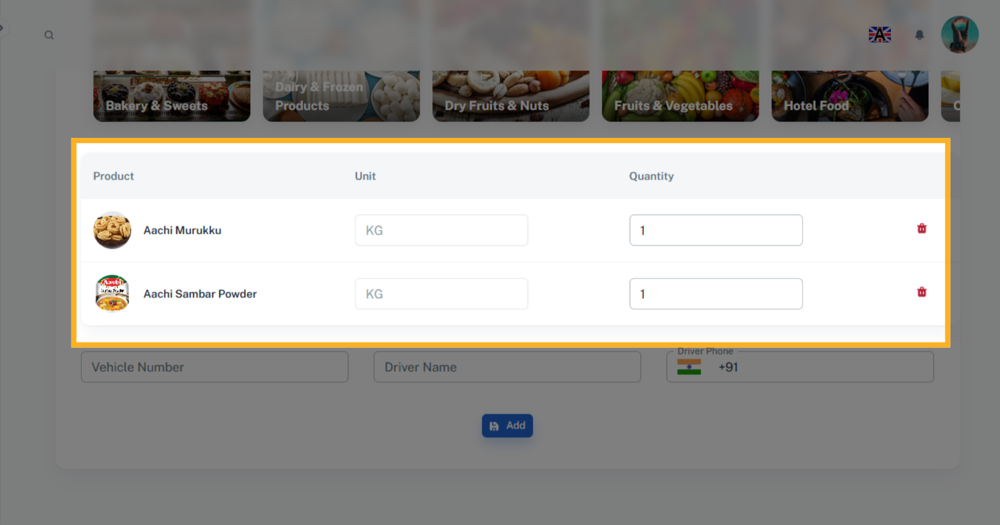 A
Bakery & Sweets
Dairy & Frozen
Products
Dry Fruits & Nuts
Fruits & Vegetables
Hotel Food
Product
Unit
Quantity
Aachi Murukku
KG
1
Aachi
Aachi Sambar Powder
KG
1
Vehicle Number
Driver Name
Driver Phone
+91
Add